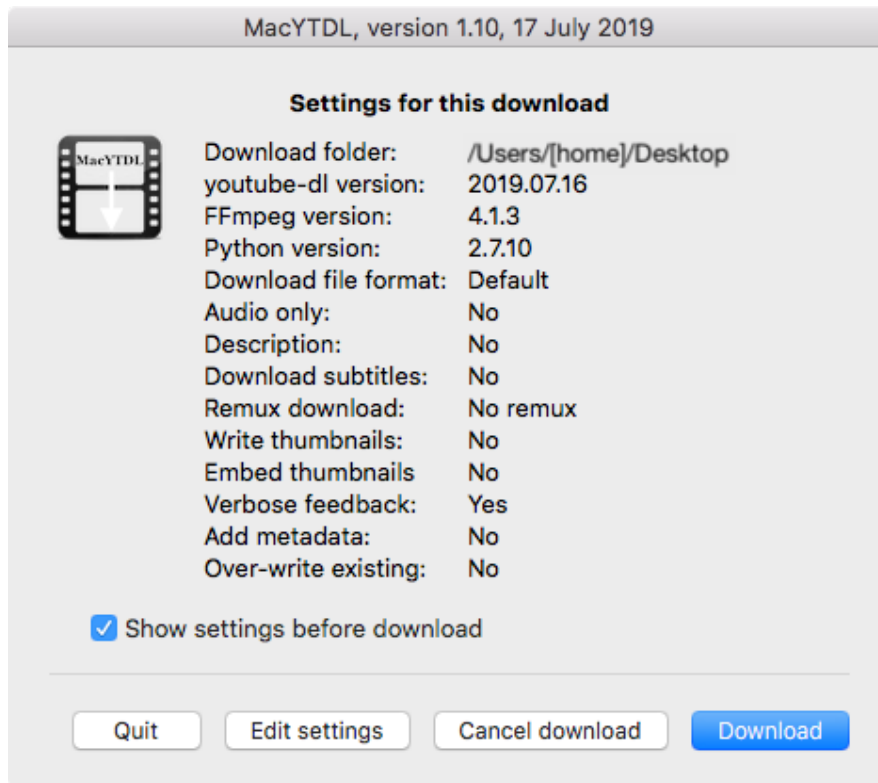 MacYTDL, version 1.10, 17 July 2019
Settings for this download
MacYTDL
Download folder: /Users/[home]/Desktop
youtube-dl version: 2019.07.16
FFmpeg version: 4.1.3
Python version: 2.7.10
Download file format: Default
Audio only: No
Description: No
Download subtitles: No
Remux download: No remux
Write thumbnails: No
Embed thumbnails No
Verbose feedback: Yes
Add metadata: No
Over-write existing: No
Show settings before download
Quit Edit settings Cancel download Download